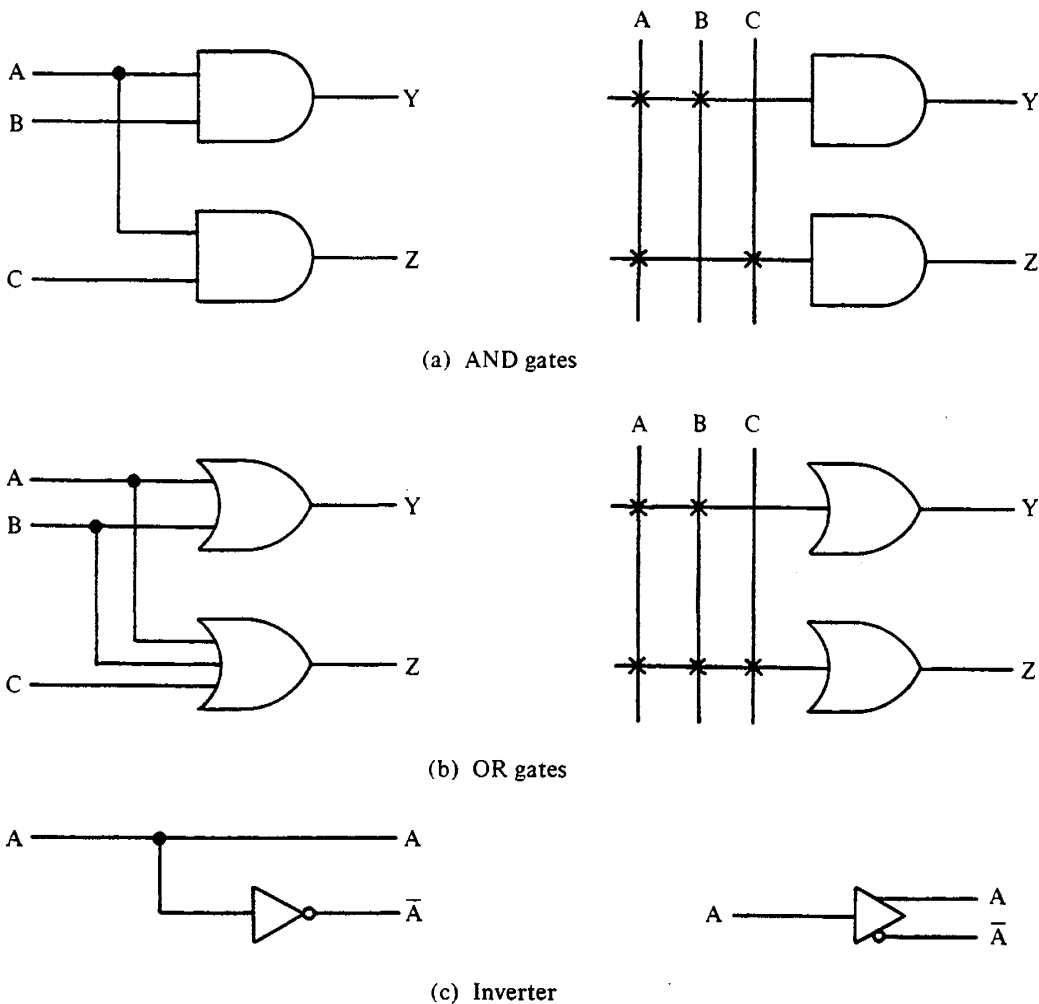 A B C
A
B
Y
Y
C
Z
Z
(a) AND gates
A B C
A
B
Y
Y
C
Z
Z
(b) OR gates
A
A
A̅
A
A
A̅
(c) Inverter